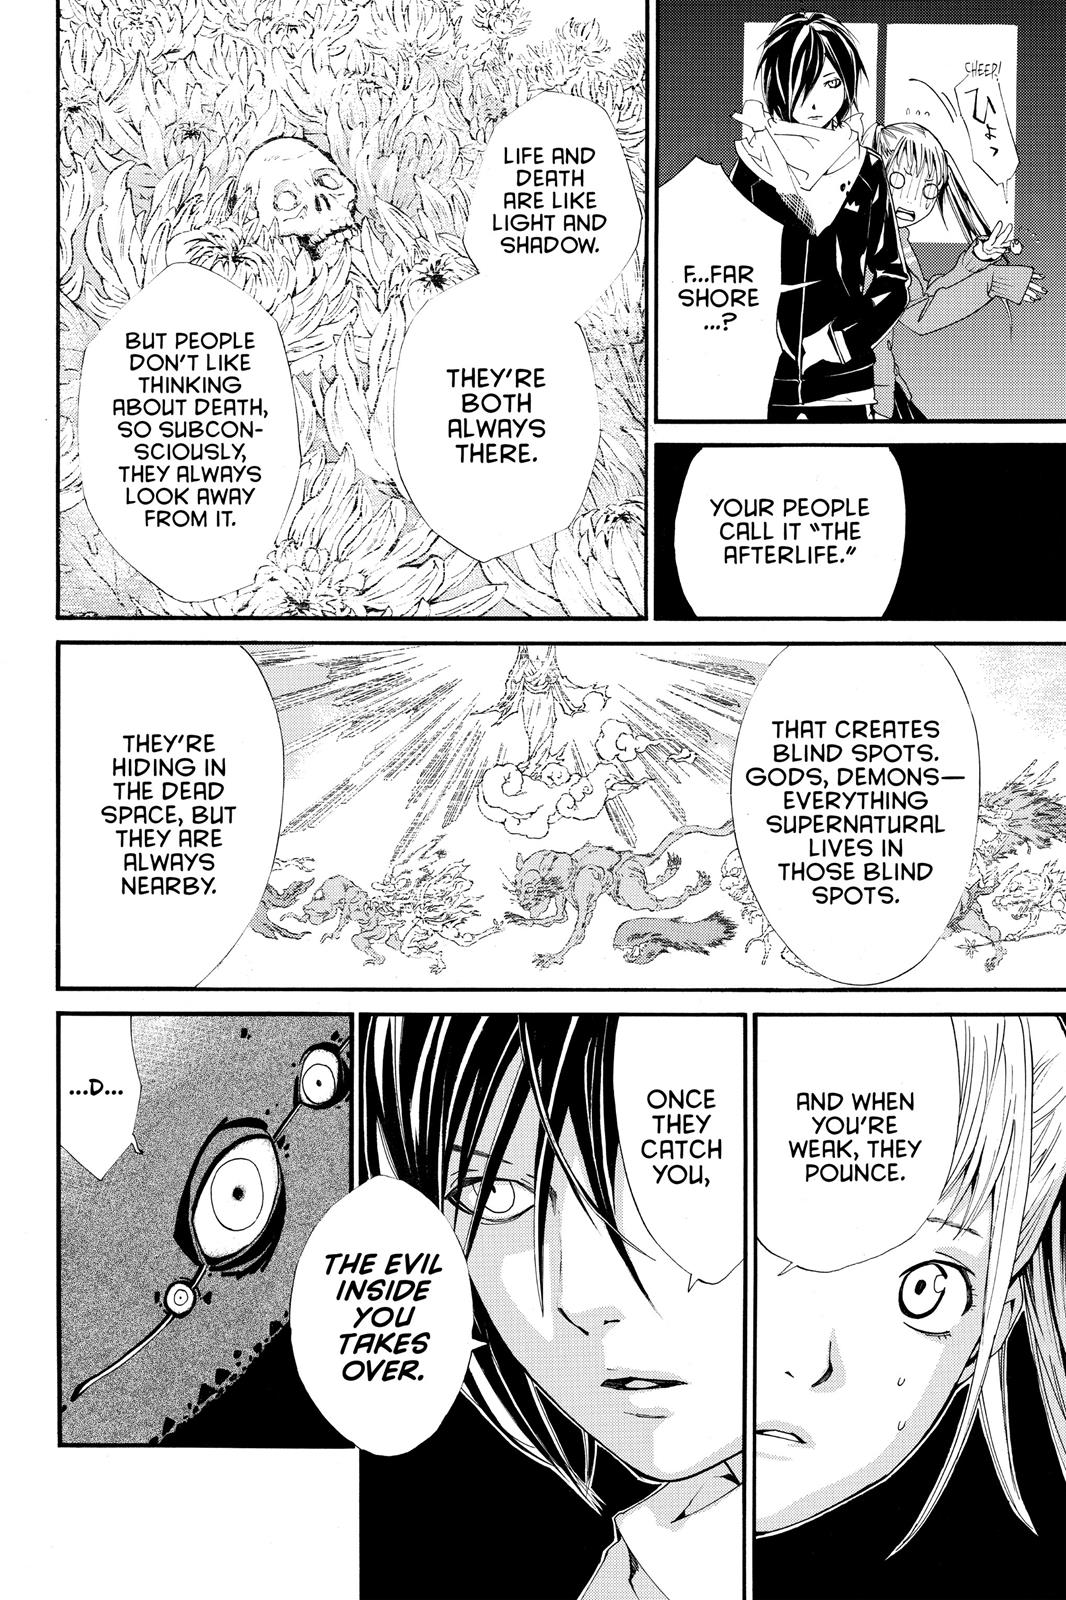 CHEER!
ひょっ
F...FAR
SHORE
...?
YOUR PEOPLE
CALL IT "THE
AFTERLIFE."
LIFE AND
DEATH
ARE LIKE
LIGHT AND
SHADOW.
THEY'RE
BOTH
ALWAYS
THERE.
BUT PEOPLE
DON'T LIKE
THINKING
ABOUT DEATH,
SO SUBCON-
SCIOUSLY,
THEY ALWAYS
LOOK AWAY
FROM IT.
THAT CREATES
BLIND SPOTS.
GODS, DEMONS—
EVERYTHING
SUPERNATURAL
LIVES IN
THOSE BLIND
SPOTS.
THEY'RE
HIDING IN
THE DEAD
SPACE, BUT
THEY ARE
ALWAYS
NEARBY.
AND WHEN
YOU'RE
WEAK, THEY
POUNCE.
ONCE
THEY
CATCH
YOU,
THE EVIL
INSIDE
YOU
TAKES
OVER.
...D...